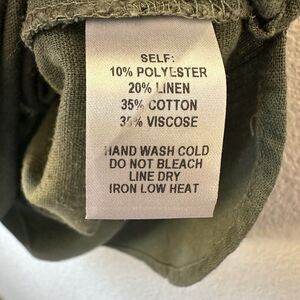 SELF:
10% POLYESTER
20% LINEN
35% COTTON
35% VISCOSE
HAND WASH COLD
DO NOT BLEACH
LINE DRY
IRON LOW HEAT